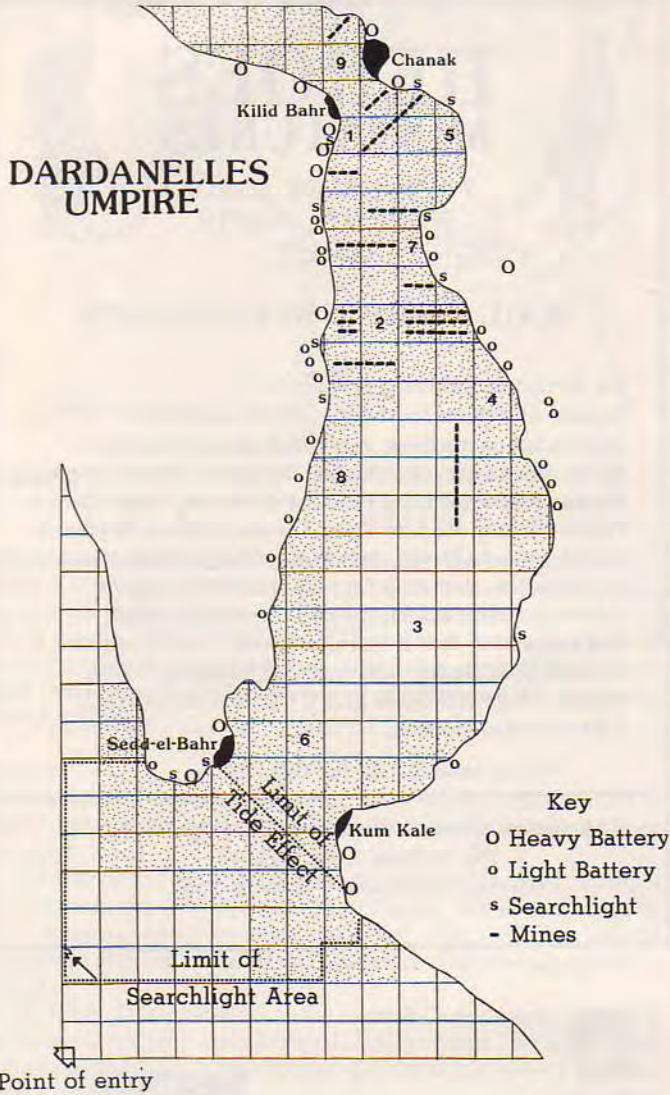 Chanak
9
Kilid Bahr
1
5
DARDANELLES
UMPIRE
7
2
4
8
3
6
Sedd-el-Bahr
Limit of
Tide Effect
Kum Kale
Key
O Heavy Battery
o Light Battery
s Searchlight
- Mines
Limit of
Searchlight Area
Point of entry